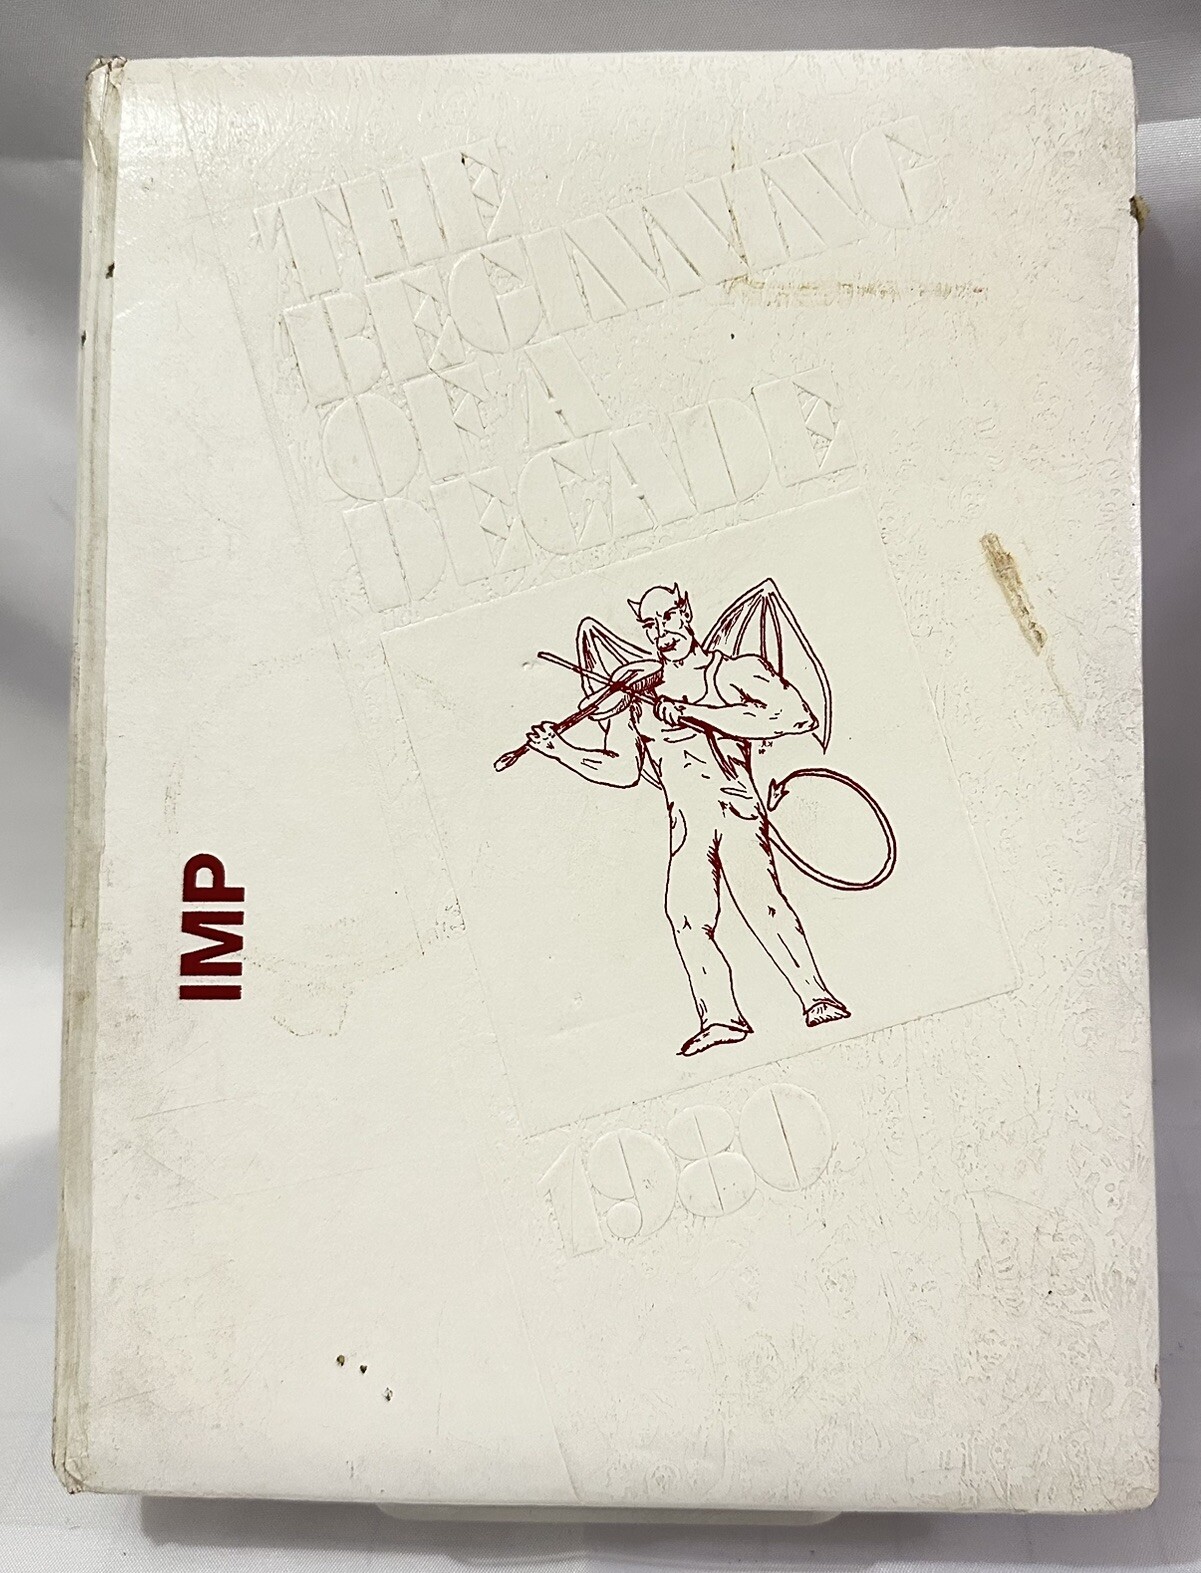 THE
BEGINNING
OF A
DECADE
IMP
1980